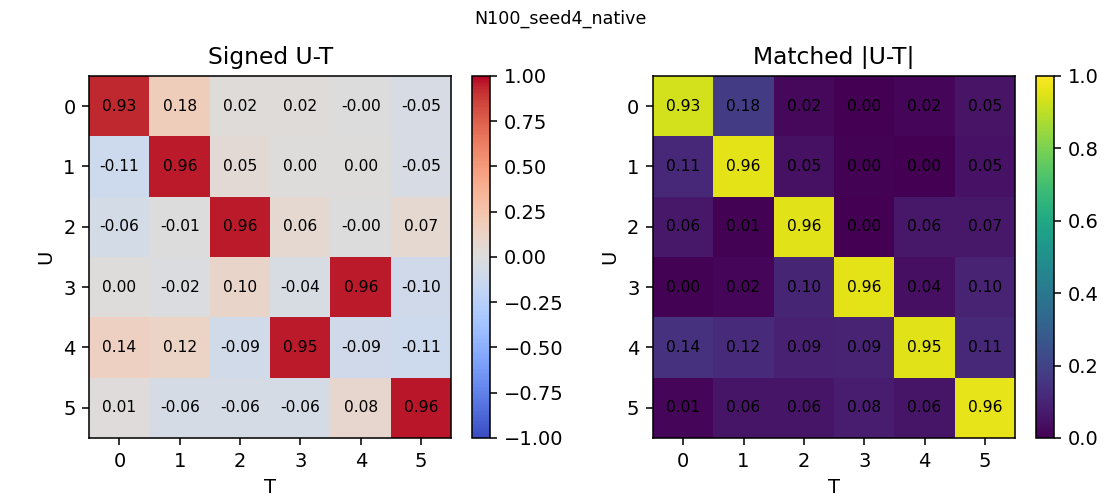 N100_seed4_native
Signed U-T
Matched |U-T|
0 0.93 0.18 0.02 0.02 -0.00 -0.05
1 -0.11 0.96 0.05 0.00 0.00 -0.05
2 -0.06 -0.01 0.96 0.06 -0.00 0.07
3 0.00 -0.02 0.10 -0.04 0.96 -0.10
4 0.14 0.12 -0.09 0.95 -0.09 -0.11
5 0.01 -0.06 -0.06 -0.06 0.08 0.96
0 1 2 3 4 5
U
T
1.00
0.75
0.50
0.25
0.00
−0.25
−0.50
−0.75
−1.00
0 0.93 0.18 0.02 0.00 0.02 0.05
1 0.11 0.96 0.05 0.00 0.00 0.05
2 0.06 0.01 0.96 0.00 0.06 0.07
3 0.00 0.02 0.10 0.96 0.04 0.10
4 0.14 0.12 0.09 0.09 0.95 0.11
5 0.01 0.06 0.06 0.08 0.06 0.96
0 1 2 3 4 5
U
T
1.0
0.8
0.6
0.4
0.2
0.0